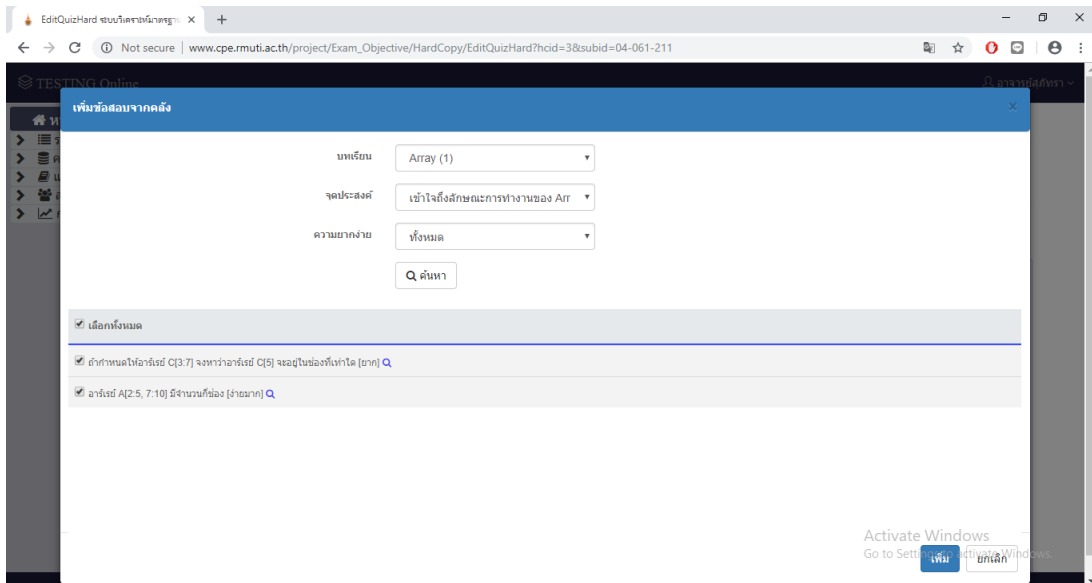 EditQuizHard ระบบวิเคราะห์มาตรฐาน
Not secure | www.cpe.rmuti.ac.th/project/Exam_Objective/HardCopy/EditQuizHard?hcid=3&subid=04-061-211
TESTING Online
อาจารย์สุภัทรา
เพิ่มข้อสอบจากคลัง
×
บทเรียน
Array (1)
จุดประสงค์
เข้าใจถึงลักษณะการทำงานของ Arr
ความยากง่าย
ทั้งหมด
ค้นหา
เลือกทั้งหมด
ถ้ากำหนดให้อาร์เรย์ C[3:7] จงหาว่าอาร์เรย์ C[5] จะอยู่ในช่องที่เท่าใด [ยาก]
อาร์เรย์ A[2:5, 7:10] มีจำนวนกี่ช่อง [ง่ายมาก]
Activate Windows
Go to Settings to activate Windows.
เพิ่ม
ยกเลิก